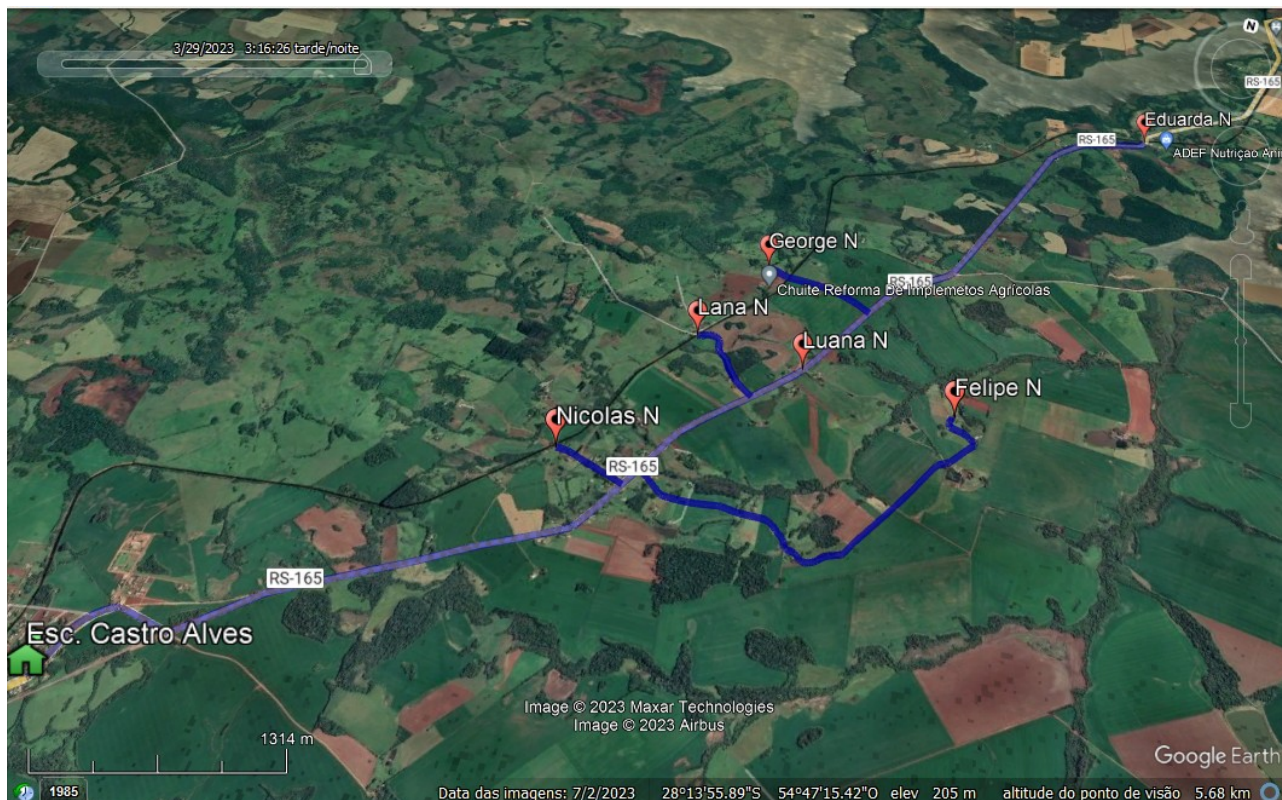 3/29/2023 3:16:26 tarde/noite
N
RS-165
Eduarda N
RS-165
ADEF Nutrição Ani
George N
RS-165
Chuite Reforma De Implemetos Agrícolas
Lana N
Luana N
Felipe N
Nicolas N
RS-165
RS-165
Esc. Castro Alves
Image © 2023 Maxar Technologies
Image © 2023 Airbus
1314 m
Google Earth
1985
Data das imagens: 7/2/2023 28°13'55.89"S 54°47'15.42"O elev 205 m altitude do ponto de visão 5.68 km